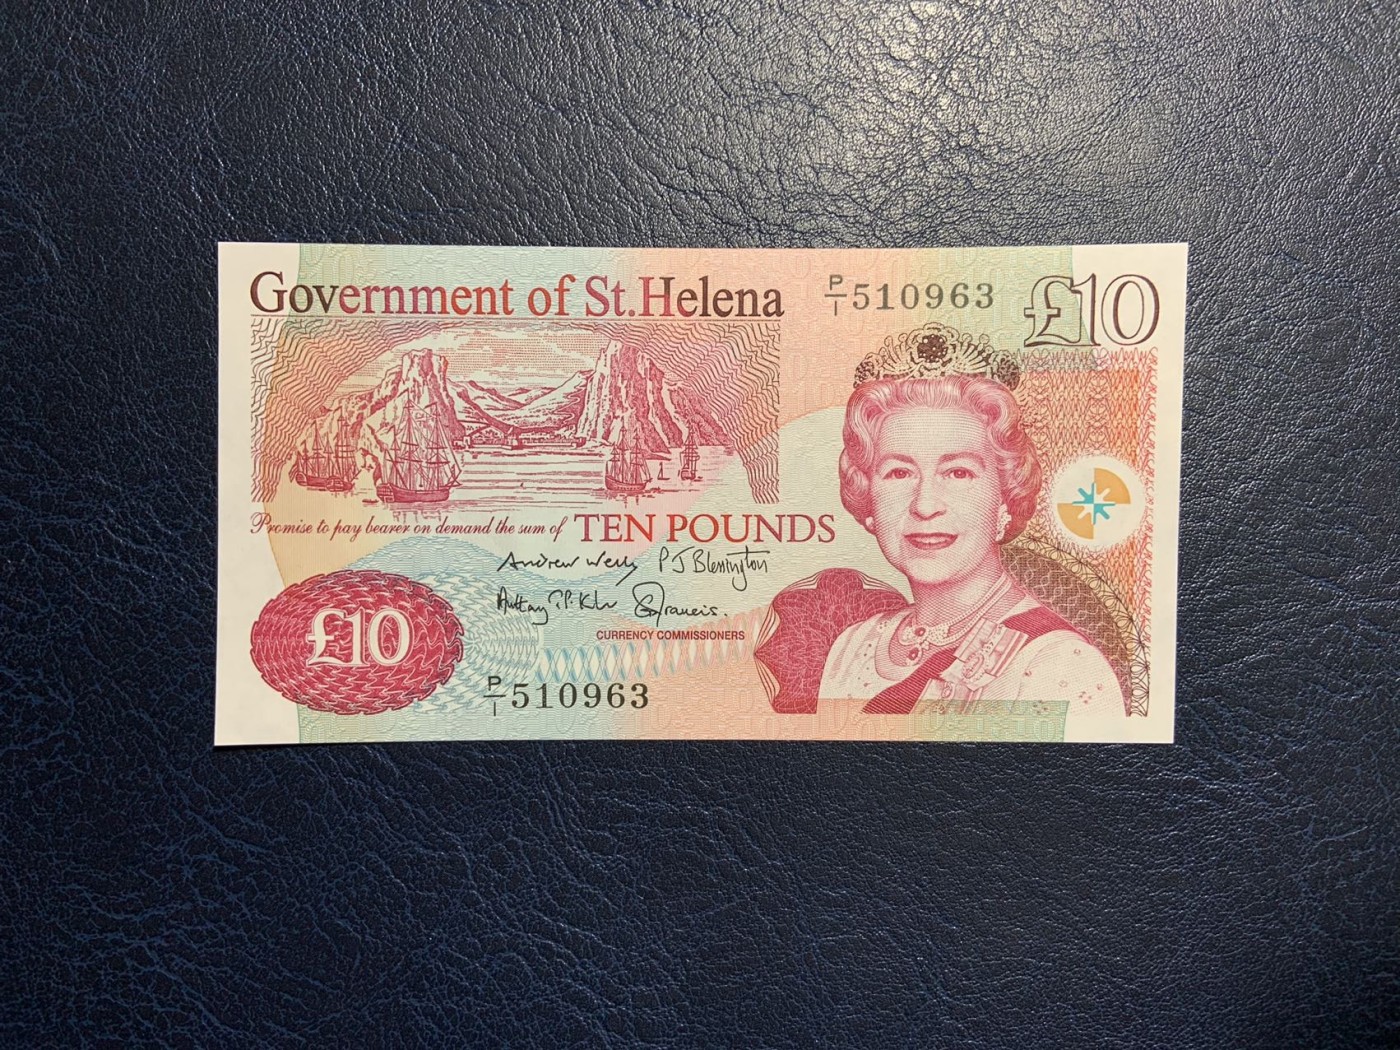 Government of St.Helena
P/1 510963
£10
Promise to pay bearer on demand the sum of TEN POUNDS
Andrew Wells P J Blessington
Francis.
CURRENCY COMMISSIONERS
£10
P/1 510963